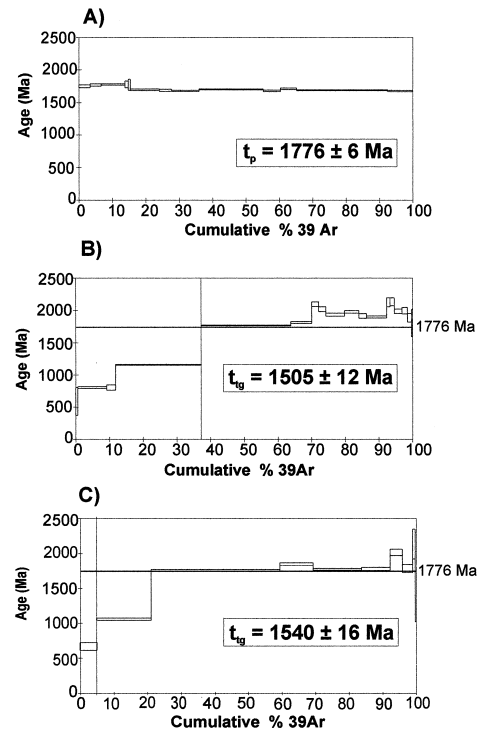 A)
2500
2000
1500
1000
500
0
Age (Ma)
tp = 1776 ± 6 Ma
0 10 20 30 40 50 60 70 80 90 100
Cumulative % 39 Ar
B)
2500
2000
1500
1000
500
0
Age (Ma)
1776 Ma
ttg = 1505 ± 12 Ma
0 10 20 30 40 50 60 70 80 90 100
Cumulative % 39Ar
C)
2500
2000
1500
1000
500
0
Age (Ma)
1776 Ma
ttg = 1540 ± 16 Ma
0 10 20 30 40 50 60 70 80 90 100
Cumulative % 39Ar